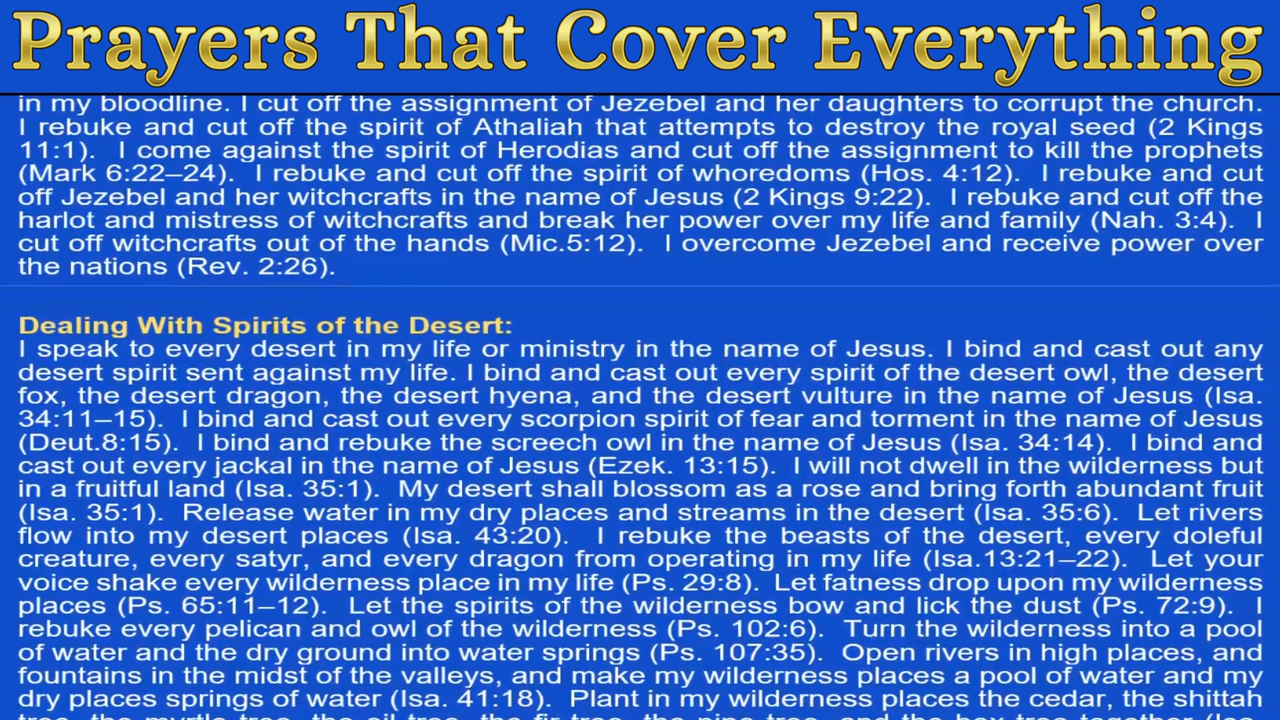 Prayers That Cover Everything
in my bloodline. I cut off the assignment of Jezebel and her daughters to corrupt the church.
I rebuke and cut off the spirit of Athaliah that attempts to destroy the royal seed (2 Kings
11:1). I come against the spirit of Herodias and cut off the assignment to kill the prophets
(Mark 6:22–24). I rebuke and cut off the spirit of whoredoms (Hos. 4:12). I rebuke and cut
off Jezebel and her witchcrafts in the name of Jesus (2 Kings 9:22). I rebuke and cut off the
harlot and mistress of witchcrafts and break her power over my life and family (Nah. 3:4). I
cut off witchcrafts out of the hands (Mic.5:12). I overcome Jezebel and receive power over
the nations (Rev. 2:26).
Dealing With Spirits of the Desert:
I speak to every desert in my life or ministry in the name of Jesus. I bind and cast out any
desert spirit sent against my life. I bind and cast out every spirit of the desert owl, the desert
fox, the desert dragon, the desert hyena, and the desert vulture in the name of Jesus (Isa.
34:11–15). I bind and cast out every scorpion spirit of fear and torment in the name of Jesus
(Deut.8:15). I bind and rebuke the screech owl in the name of Jesus (Isa. 34:14). I bind and
cast out every jackal in the name of Jesus (Ezek. 13:15). I will not dwell in the wilderness but
in a fruitful land (Isa. 35:1). My desert shall blossom as a rose and bring forth abundant fruit
(Isa. 35:1). Release water in my dry places and streams in the desert (Isa. 35:6). Let rivers
flow into my desert places (Isa. 43:20). I rebuke the beasts of the desert, every doleful
creature, every satyr, and every dragon from operating in my life (Isa.13:21–22). Let your
voice shake every wilderness place in my life (Ps. 29:8). Let fatness drop upon my wilderness
places (Ps. 65:11–12). Let the spirits of the wilderness bow and lick the dust (Ps. 72:9). I
rebuke every pelican and owl of the wilderness (Ps. 102:6). Turn the wilderness into a pool
of water and the dry ground into water springs (Ps. 107:35). Open rivers in high places, and
fountains in the midst of the valleys, and make my wilderness places a pool of water and my
dry places springs of water (Isa. 41:18). Plant in my wilderness places the cedar, the shittah
tree, the myrtle tree, the oil tree, the fir tree, the pine tree, and the box tree together (Isa.